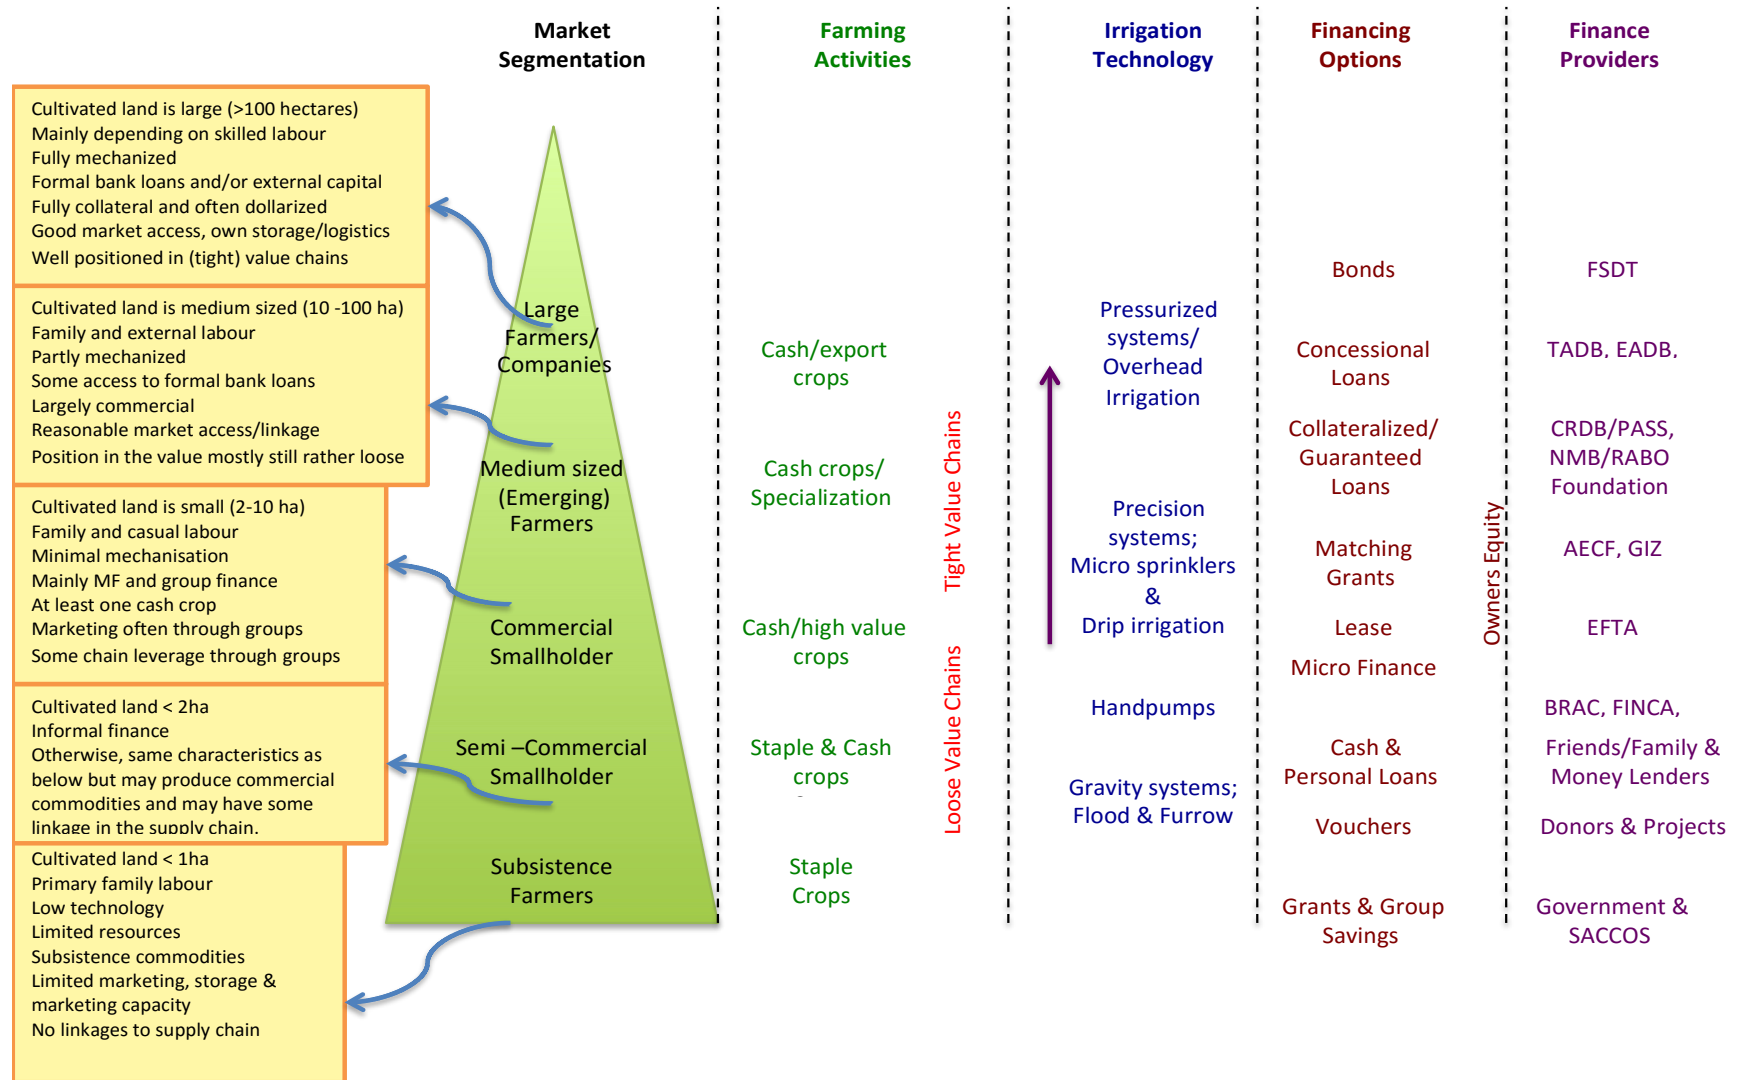 Market
Segmentation
Farming
Activities
Irrigation
Technology
Financing
Options
Finance
Providers
Cultivated land is large (>100 hectares)
Mainly depending on skilled labour
Fully mechanized
Formal bank loans and/or external capital
Fully collateral and often dollarized
Good market access, own storage/logistics
Well positioned in (tight) value chains
Cultivated land is medium sized (10 -100 ha)
Family and external labour
Partly mechanized
Some access to formal bank loans
Largely commercial
Reasonable market access/linkage
Position in the value mostly still rather loose
Cultivated land is small (2-10 ha)
Family and casual labour
Minimal mechanisation
Mainly MF and group finance
At least one cash crop
Marketing often through groups
Some chain leverage through groups
Cultivated land < 2ha
Informal finance
Otherwise, same characteristics as
below but may produce commercial
commodities and may have some
linkage in the supply chain.
Cultivated land < 1ha
Primary family labour
Low technology
Limited resources
Subsistence commodities
Limited marketing, storage &
marketing capacity
No linkages to supply chain
Large
Farmers/
Companies
Medium sized
(Emerging)
Farmers
Commercial
Smallholder
Semi –Commercial
Smallholder
Subsistence
Farmers
Cash/export
crops
Cash crops/
Specialization
Cash/high value
crops
Staple & Cash
crops
Staple
Crops
Tight Value Chains
Loose Value Chains
Pressurized
systems/
Overhead
Irrigation
Precision
systems;
Micro sprinklers
&
Drip irrigation
Handpumps
Gravity systems;
Flood & Furrow
Bonds
Concessional
Loans
Collateralized/
Guaranteed
Loans
Matching
Grants
Lease
Micro Finance
Cash &
Personal Loans
Vouchers
Grants & Group
Savings
Owners Equity
FSDT
TADB, EADB,
CRDB/PASS,
NMB/RABO
Foundation
AECF, GIZ
EFTA
BRAC, FINCA,
Friends/Family &
Money Lenders
Donors & Projects
Government &
SACCOS